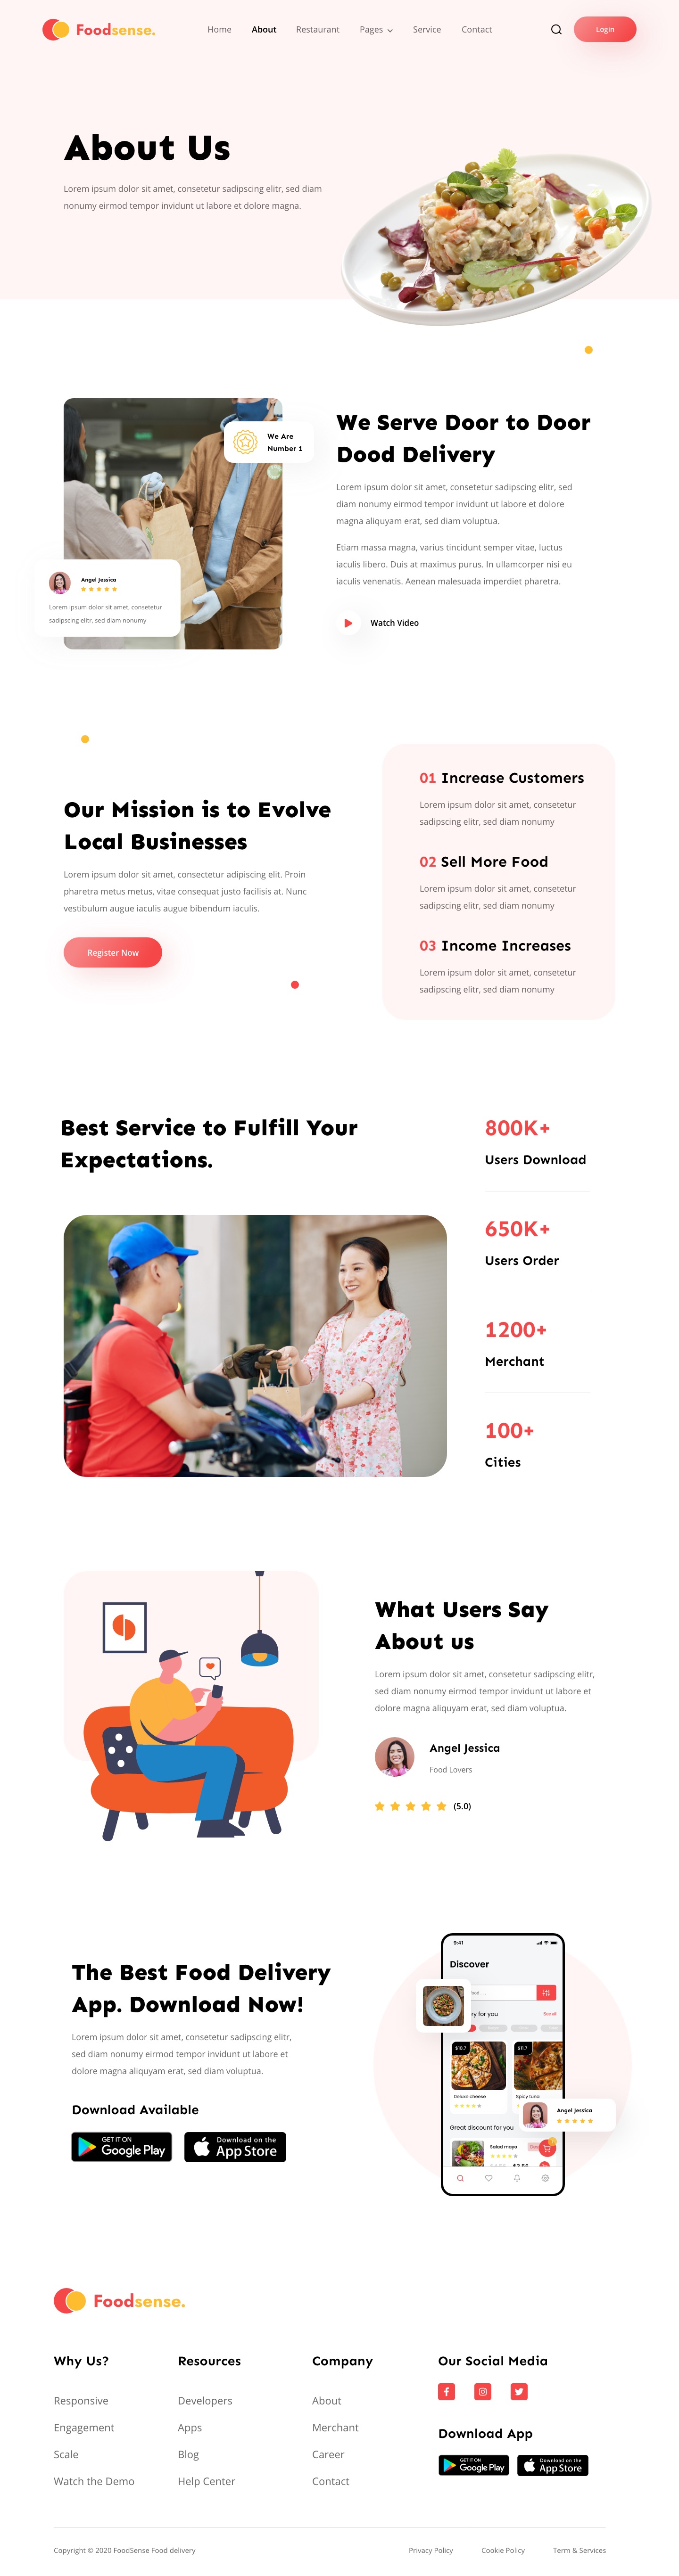 Foodsense.
Home
About
Restaurant
Pages
Service
Contact
Login
About Us
Lorem ipsum dolor sit amet, consetetur sadipscing elitr, sed diam
nonumy eirmod tempor invidunt ut labore et dolore magna.
We Are
Number 1
Angel Jessica
Lorem ipsum dolor sit amet, consetetur
sadipscing elitr, sed diam nonumy
We Serve Door to Door
Dood Delivery
Lorem ipsum dolor sit amet, consetetur sadipscing elitr, sed
diam nonumy eirmod tempor invidunt ut labore et dolore
magna aliquyam erat, sed diam voluptua.
Etiam massa magna, varius tincidunt semper vitae, luctus
iaculis libero. Duis at maximus purus. In ullamcorper nisi eu
iaculis venenatis. Aenean malesuada imperdiet pharetra.
Watch Video
Our Mission is to Evolve
Local Businesses
Lorem ipsum dolor sit amet, consectetur adipiscing elit. Proin
pharetra metus metus, vitae consequat justo facilisis at. Nunc
vestibulum augue iaculis augue bibendum iaculis.
Register Now
01 Increase Customers
Lorem ipsum dolor sit amet, consetetur
sadipscing elitr, sed diam nonumy
02 Sell More Food
Lorem ipsum dolor sit amet, consetetur
sadipscing elitr, sed diam nonumy
03 Income Increases
Lorem ipsum dolor sit amet, consetetur
sadipscing elitr, sed diam nonumy
Best Service to Fulfill Your
Expectations.
800K+
Users Download
650K+
Users Order
1200+
Merchant
100+
Cities
What Users Say
About us
Lorem ipsum dolor sit amet, consetetur sadipscing elitr,
sed diam nonumy eirmod tempor invidunt ut labore et
dolore magna aliquyam erat, sed diam voluptua.
Angel Jessica
Food Lovers
(5.0)
The Best Food Delivery
App. Download Now!
Lorem ipsum dolor sit amet, consetetur sadipscing elitr,
sed diam nonumy eirmod tempor invidunt ut labore et
dolore magna aliquyam erat, sed diam voluptua.
Download Available
GET IT ON
Google Play
Download on the
App Store
9:41
Discover
ry for you
See all
$10.7
$11.7
Deluxe cheese
Spicy tuna
Angel Jessica
Great discount for you
Salad mayo
Foodsense.
Why Us?
Responsive
Engagement
Scale
Watch the Demo
Resources
Developers
Apps
Blog
Help Center
Company
About
Merchant
Career
Contact
Our Social Media
Download App
GET IT ON
Google Play
Download on the
App Store
Copyright © 2020 FoodSense Food delivery
Privacy Policy
Cookie Policy
Term & Services